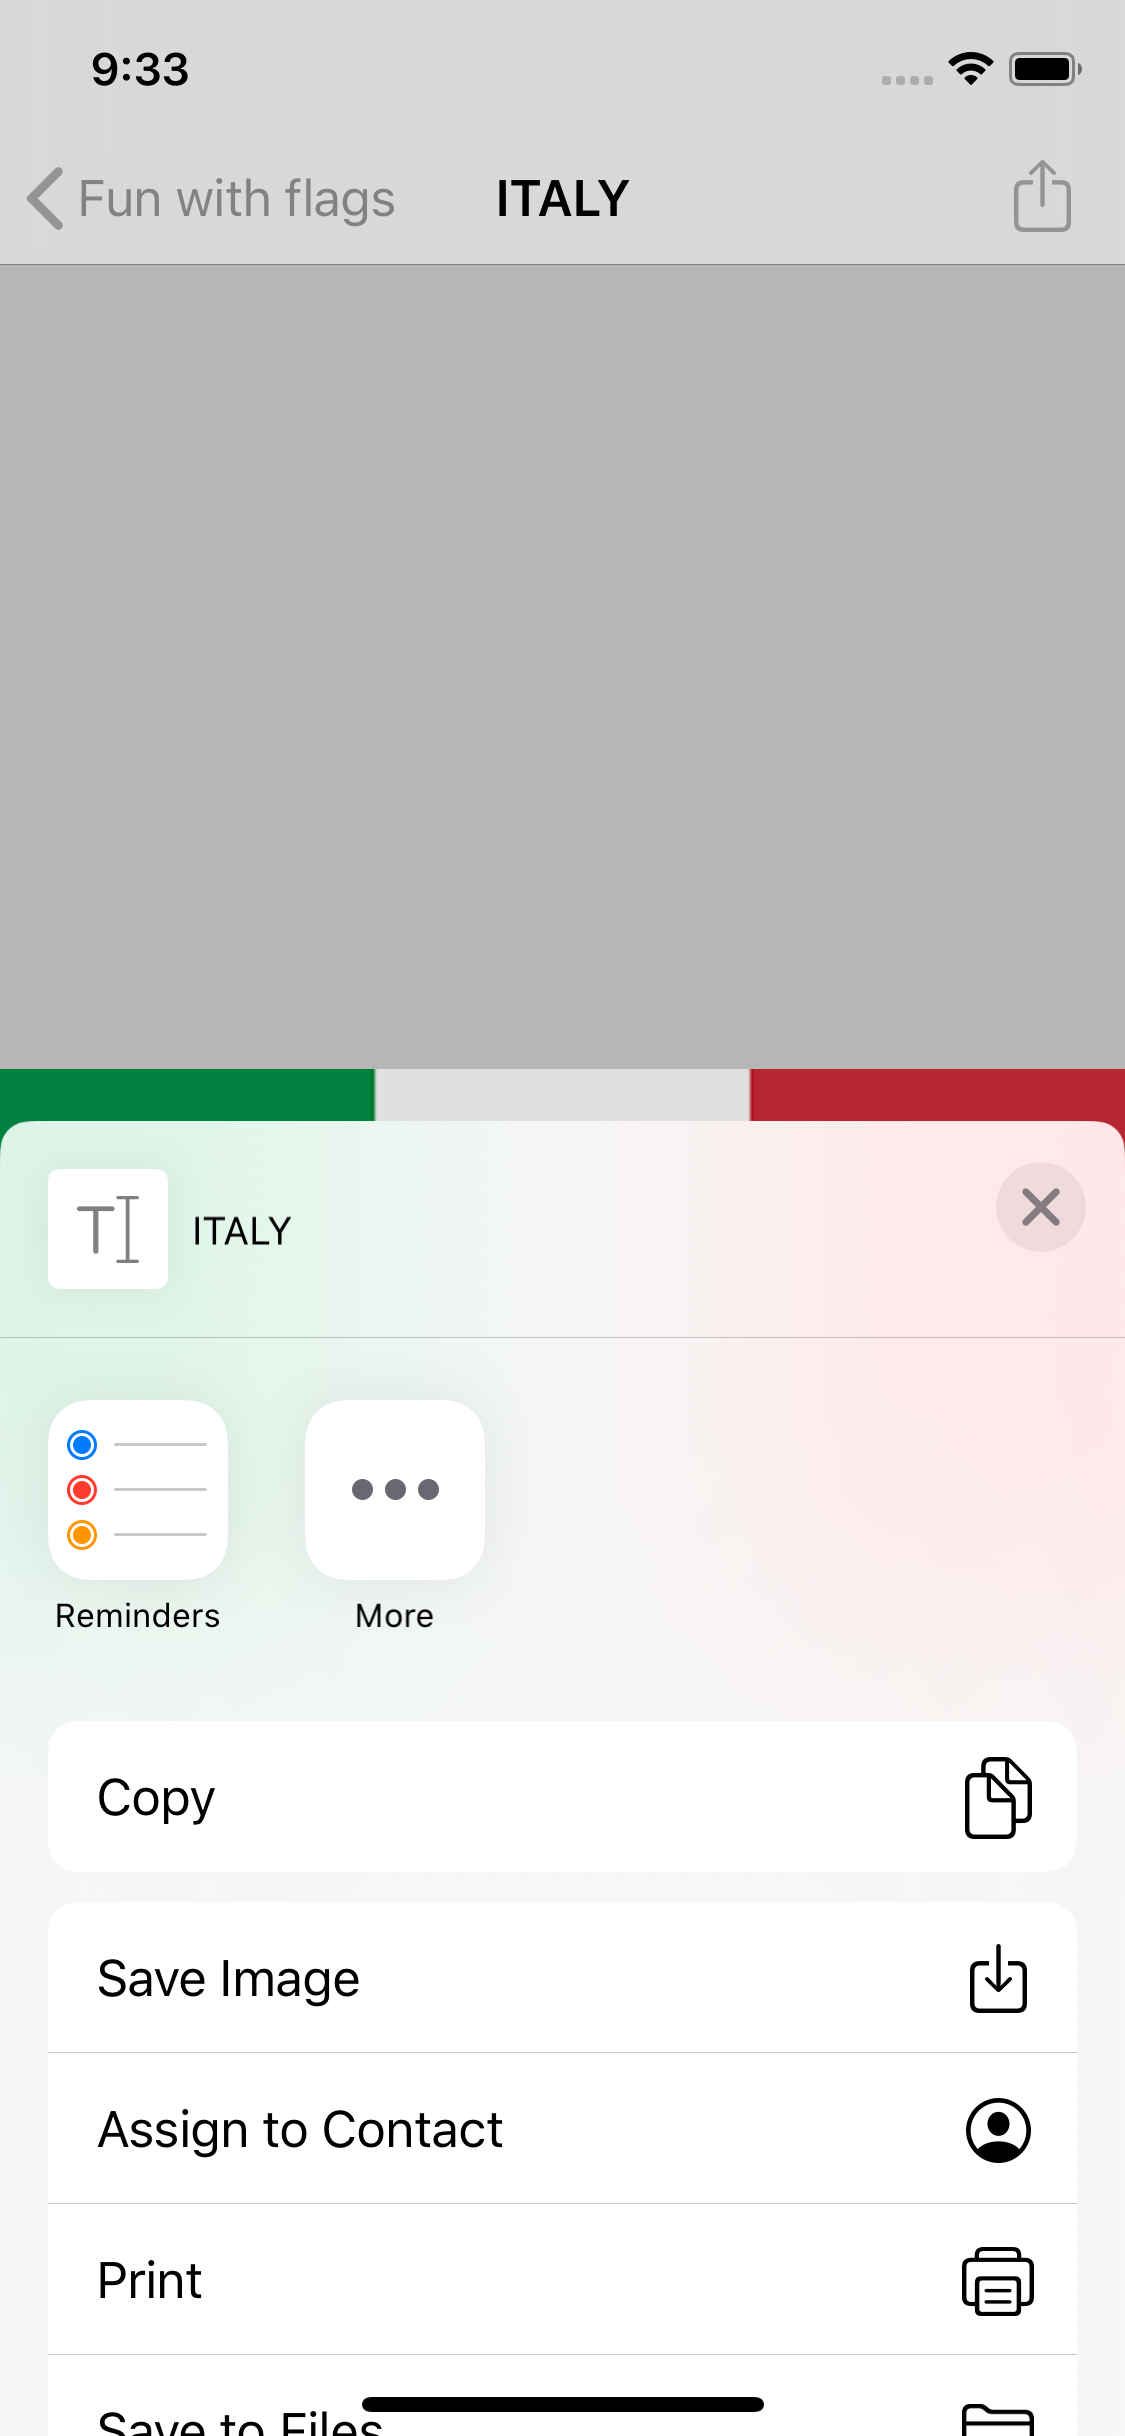 9:33
Fun with flags
ITALY
ITALY
Reminders
More
Copy
Save Image
Assign to Contact
Print
Save to Files